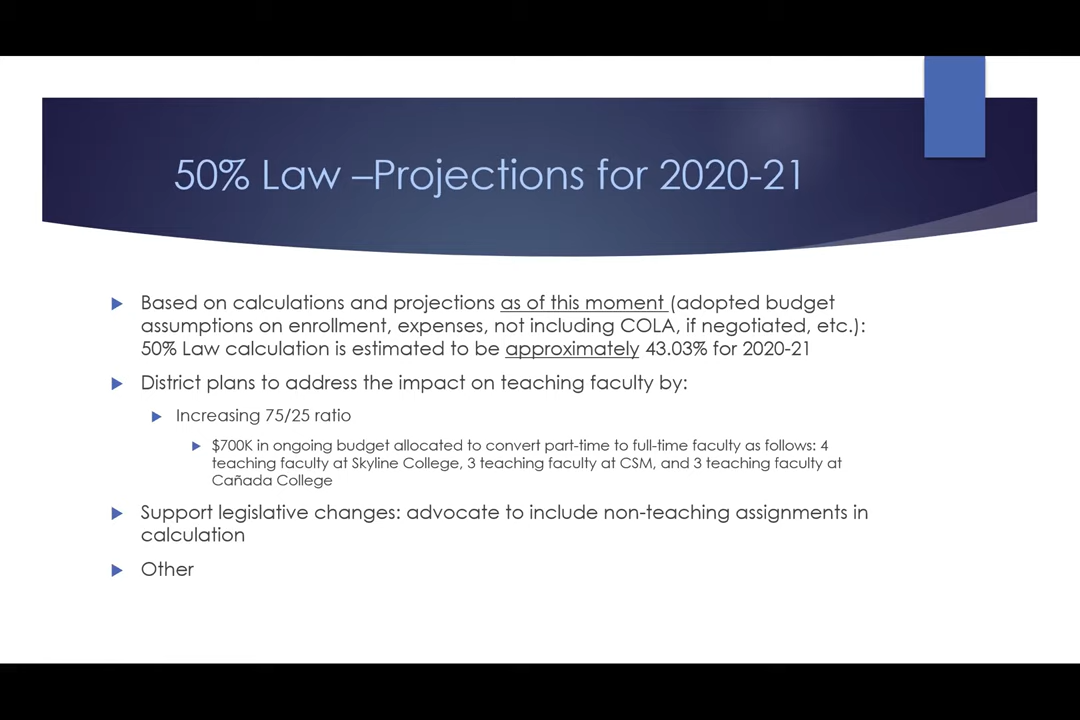 50% Law –Projections for 2020-21
Based on calculations and projections as of this moment (adopted budget
assumptions on enrollment, expenses, not including COLA, if negotiated, etc.):
50% Law calculation is estimated to be approximately 43.03% for 2020-21
District plans to address the impact on teaching faculty by:
Increasing 75/25 ratio
$700K in ongoing budget allocated to convert part-time to full-time faculty as follows: 4
teaching faculty at Skyline College, 3 teaching faculty at CSM, and 3 teaching faculty at
Cañada College
Support legislative changes: advocate to include non-teaching assignments in
calculation
Other